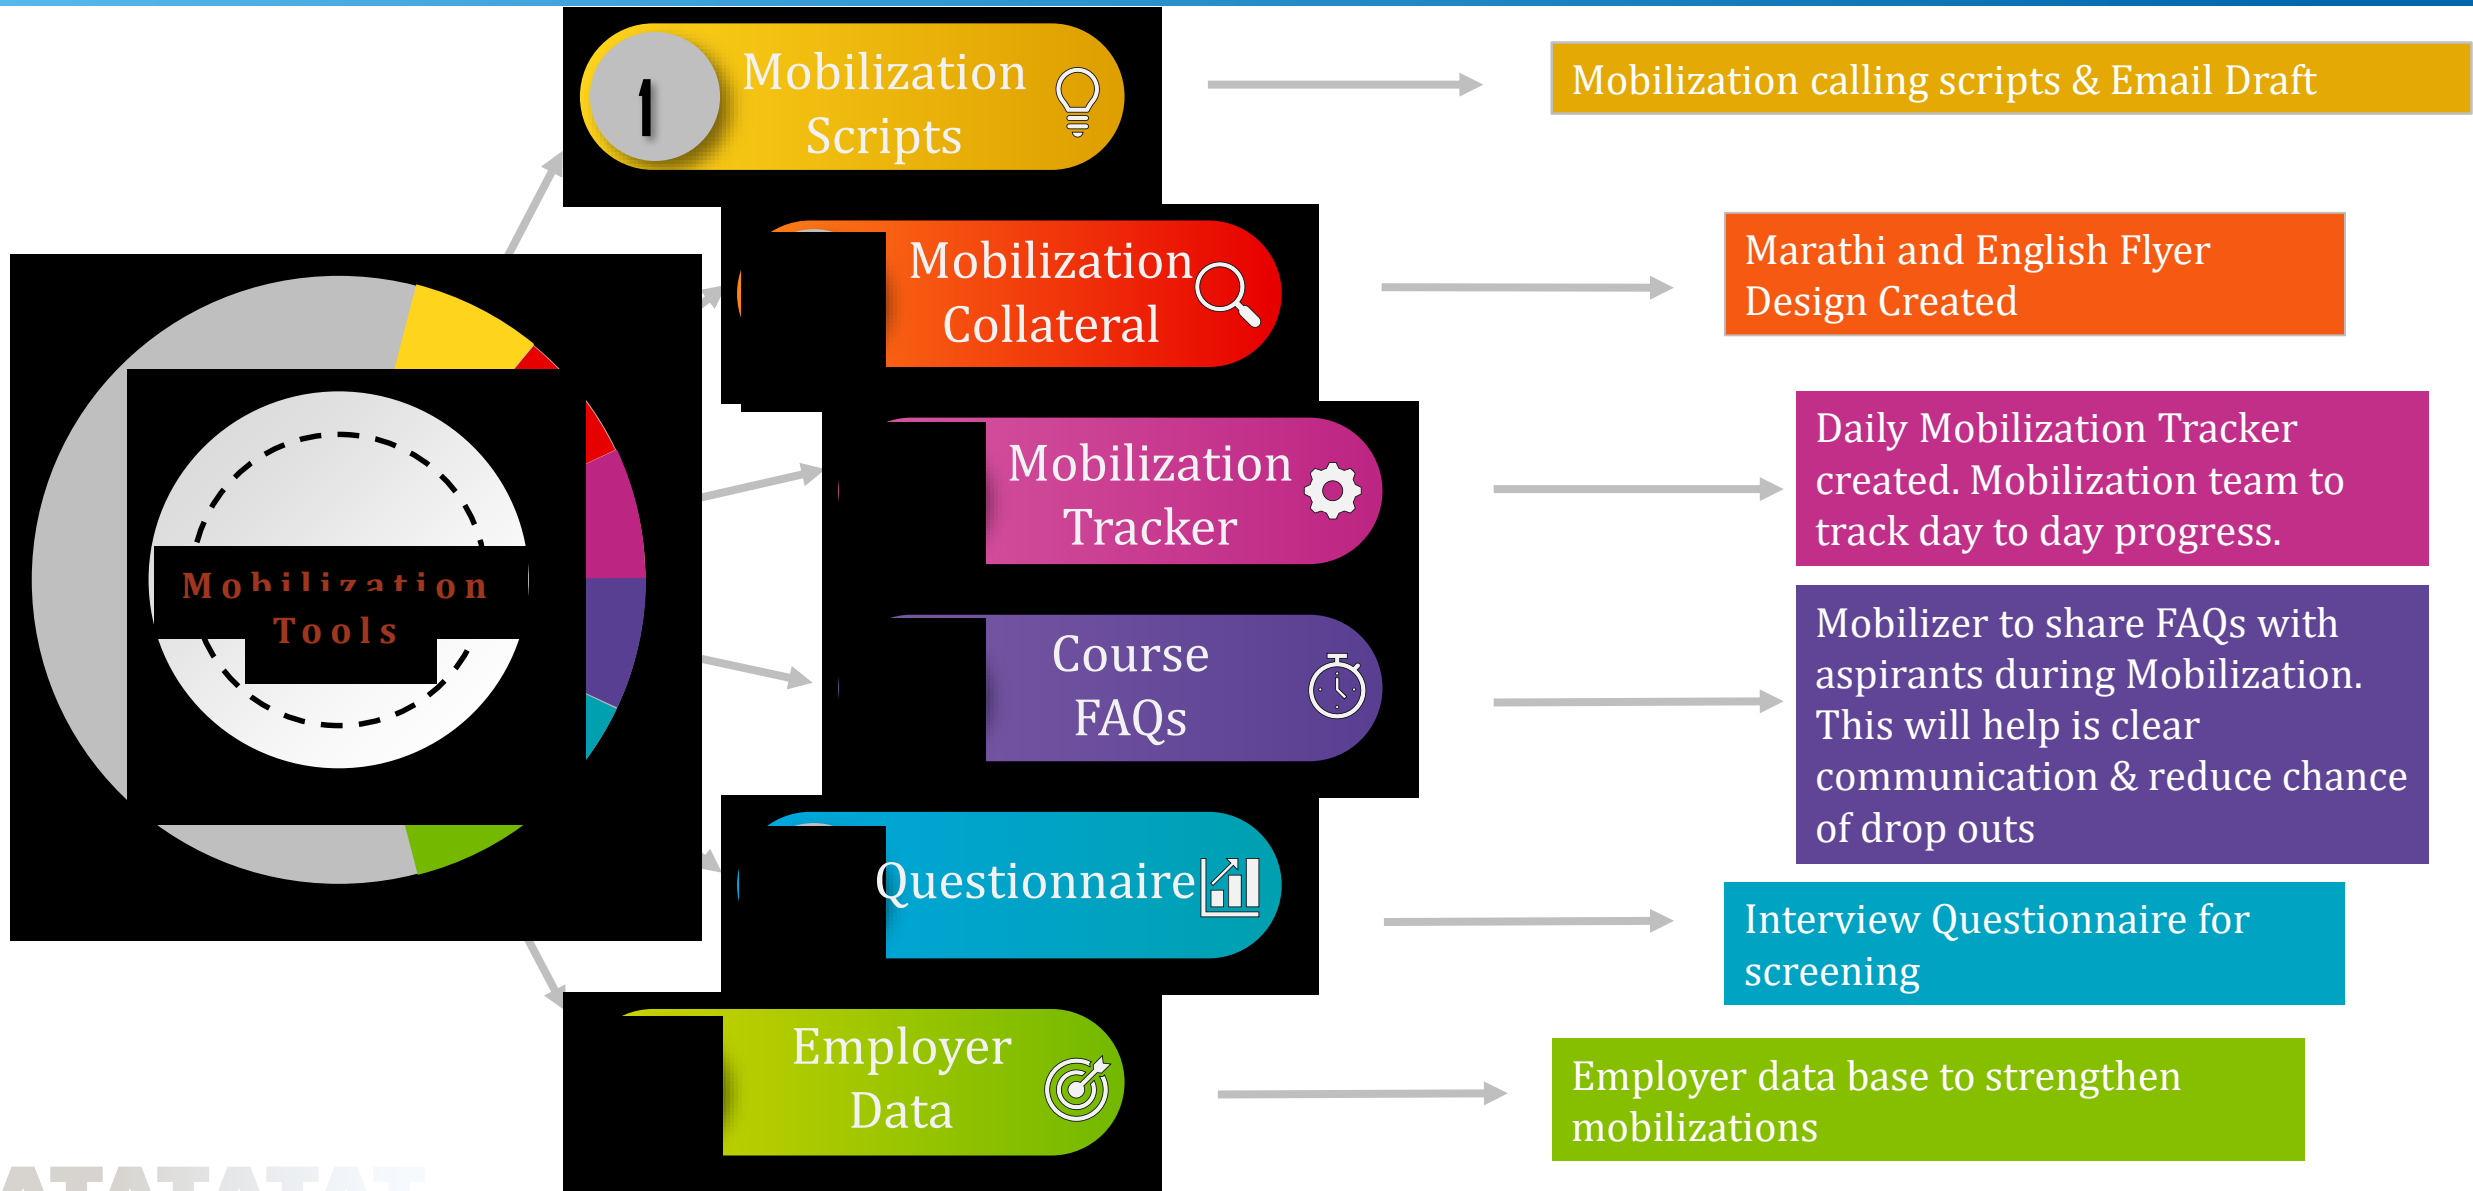 1
Mobilization
Scripts
Mobilization calling scripts & Email Draft
Mobilization
Collateral
Marathi and English Flyer
Design Created
Mobilization
Tracker
Daily Mobilization Tracker
created. Mobilization team to
track day to day progress.
Mobilization
Tools
Course
FAQs
Mobilizer to share FAQs with
aspirants during Mobilization.
This will help is clear
communication & reduce chance
of drop outs
Questionnaire
Interview Questionnaire for
screening
Employer
Data
Employer data base to strengthen
mobilizations